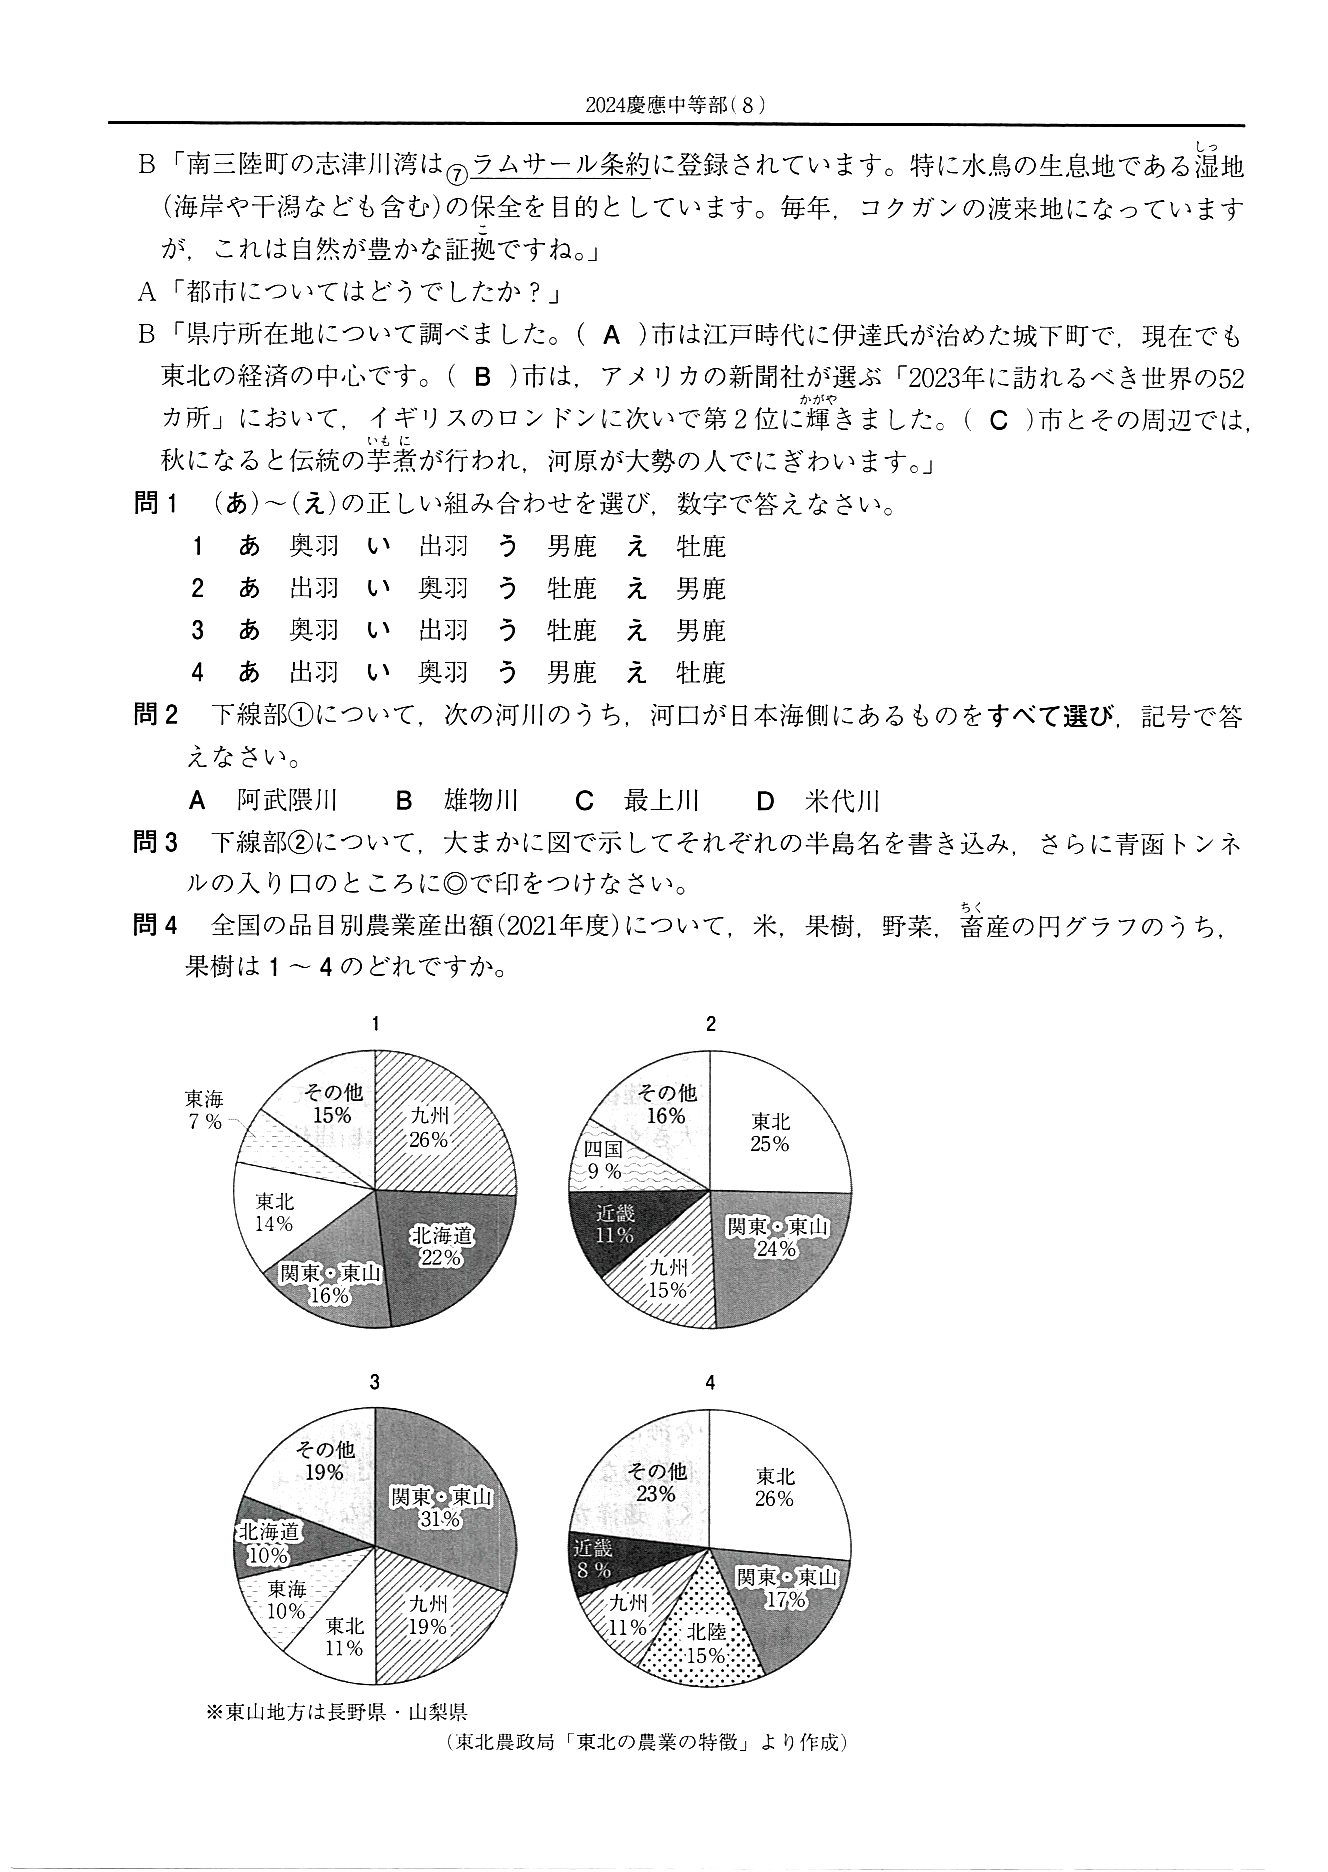 2024慶應中等部(８)
Ｂ「南三陸町の志津川湾は⑦ラムサール条約に登録されています。特に水鳥の生息地である湿地
しっ
(海岸や干潟なども含む)の保全を目的としています。毎年，コクガンの渡来地になっています
が，これは自然が豊かな証拠ですね。」
こ
Ａ「都市についてはどうでしたか？」
Ｂ「県庁所在地について調べました。( A )市は江戸時代に伊達氏が治めた城下町で，現在でも
東北の経済の中心です。( B )市は，アメリカの新聞社が選ぶ「2023年に訪れるべき世界の52
カ所」において，イギリスのロンドンに次いで第２位に輝きました。( C )市とその周辺では，
かがや
秋になると伝統の芋煮が行われ，河原が大勢の人でにぎわいます。」
いも に
問1 (あ)～(え)の正しい組み合わせを選び，数字で答えなさい。
1 あ 奥羽 い 出羽 う 男鹿 え 牡鹿
2 あ 出羽 い 奥羽 う 牡鹿 え 男鹿
3 あ 奥羽 い 出羽 う 牡鹿 え 男鹿
4 あ 出羽 い 奥羽 う 男鹿 え 牡鹿
問2 下線部①について，次の河川のうち，河口が日本海側にあるものをすべて選び，記号で答
えなさい。
A 阿武隈川 B 雄物川 C 最上川 D 米代川
問3 下線部②について，大まかに図で示してそれぞれの半島名を書き込み，さらに青函トンネ
ルの入り口のところに◎で印をつけなさい。
問4 全国の品目別農業産出額(2021年度)について，米，果樹，野菜，畜産の円グラフのうち，
ちく
果樹は1～4のどれですか。
1
その他
15%
九州
26%
北海道
22%
関東・東山
16%
東北
14%
東海
7%
2
その他
16%
東北
25%
関東・東山
24%
九州
15%
近畿
11%
四国
9%
3
その他
19%
関東・東山
31%
九州
19%
東北
11%
東海
10%
北海道
10%
4
その他
23%
東北
26%
関東・東山
17%
北陸
15%
九州
11%
近畿
8%
※東山地方は長野県・山梨県
(東北農政局「東北の農業の特徴」より作成)